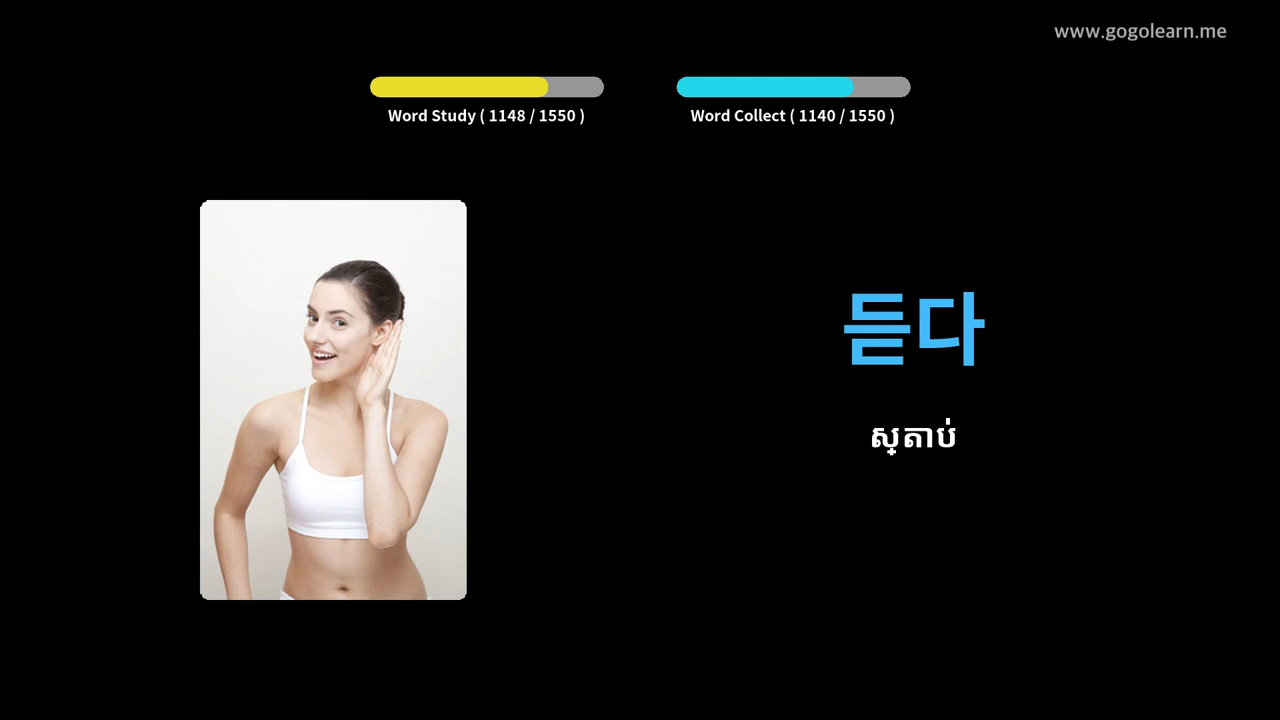 www.gogolearn.me
Word Study ( 1148 / 1550 )
Word Collect ( 1140 / 1550 )
듣다
ស្តាប់